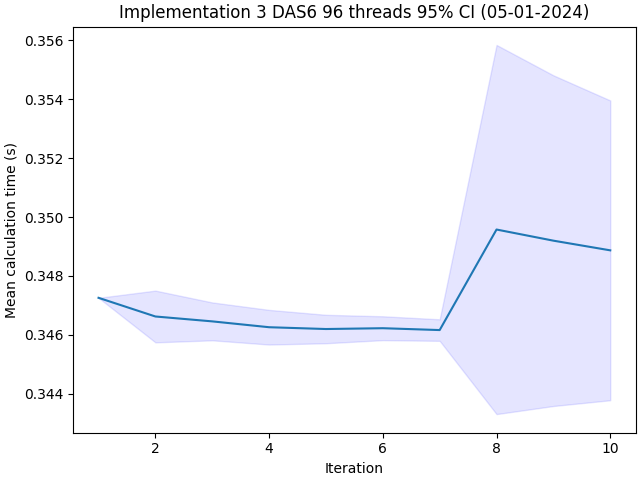 Implementation 3 DAS6 96 threads 95% CI (05-01-2024)
0.356
0.354
0.352
0.350
0.348
0.346
0.344
Mean calculation time (s)
2 4 6 8 10
Iteration